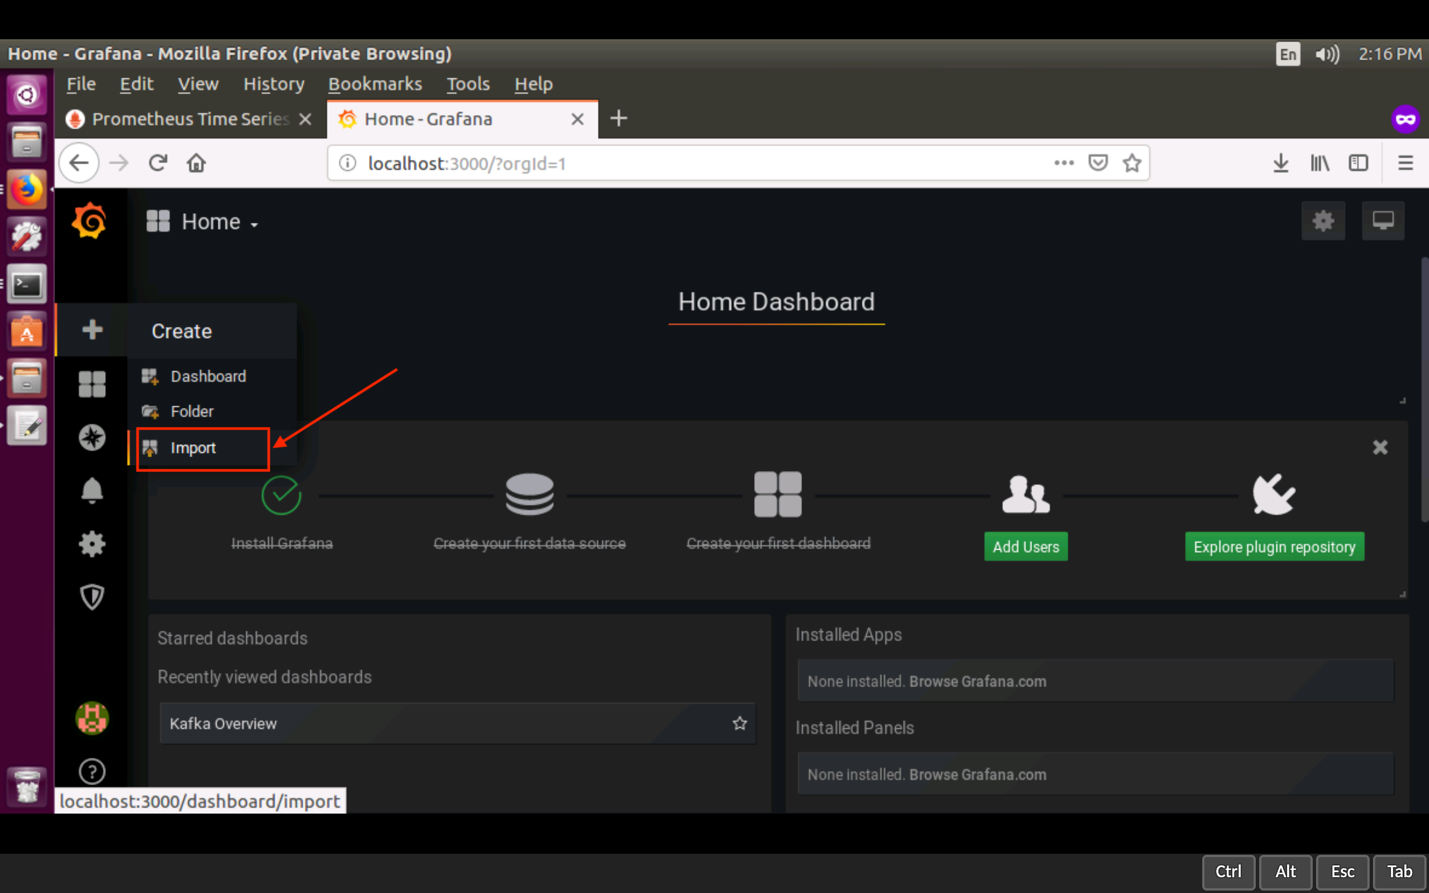 Home - Grafana - Mozilla Firefox (Private Browsing)
En
2:16 PM
File Edit View History Bookmarks Tools Help
Prometheus Time Series
Home - Grafana
localhost:3000/?orgId=1
Home
Home Dashboard
Create
Dashboard
Folder
Import
Install Grafana
Create your first data source
Create your first dashboard
Add Users
Explore plugin repository
Starred dashboards
Recently viewed dashboards
Kafka Overview
Installed Apps
None installed. Browse Grafana.com
Installed Panels
None installed. Browse Grafana.com
localhost:3000/dashboard/import
Ctrl Alt Esc Tab